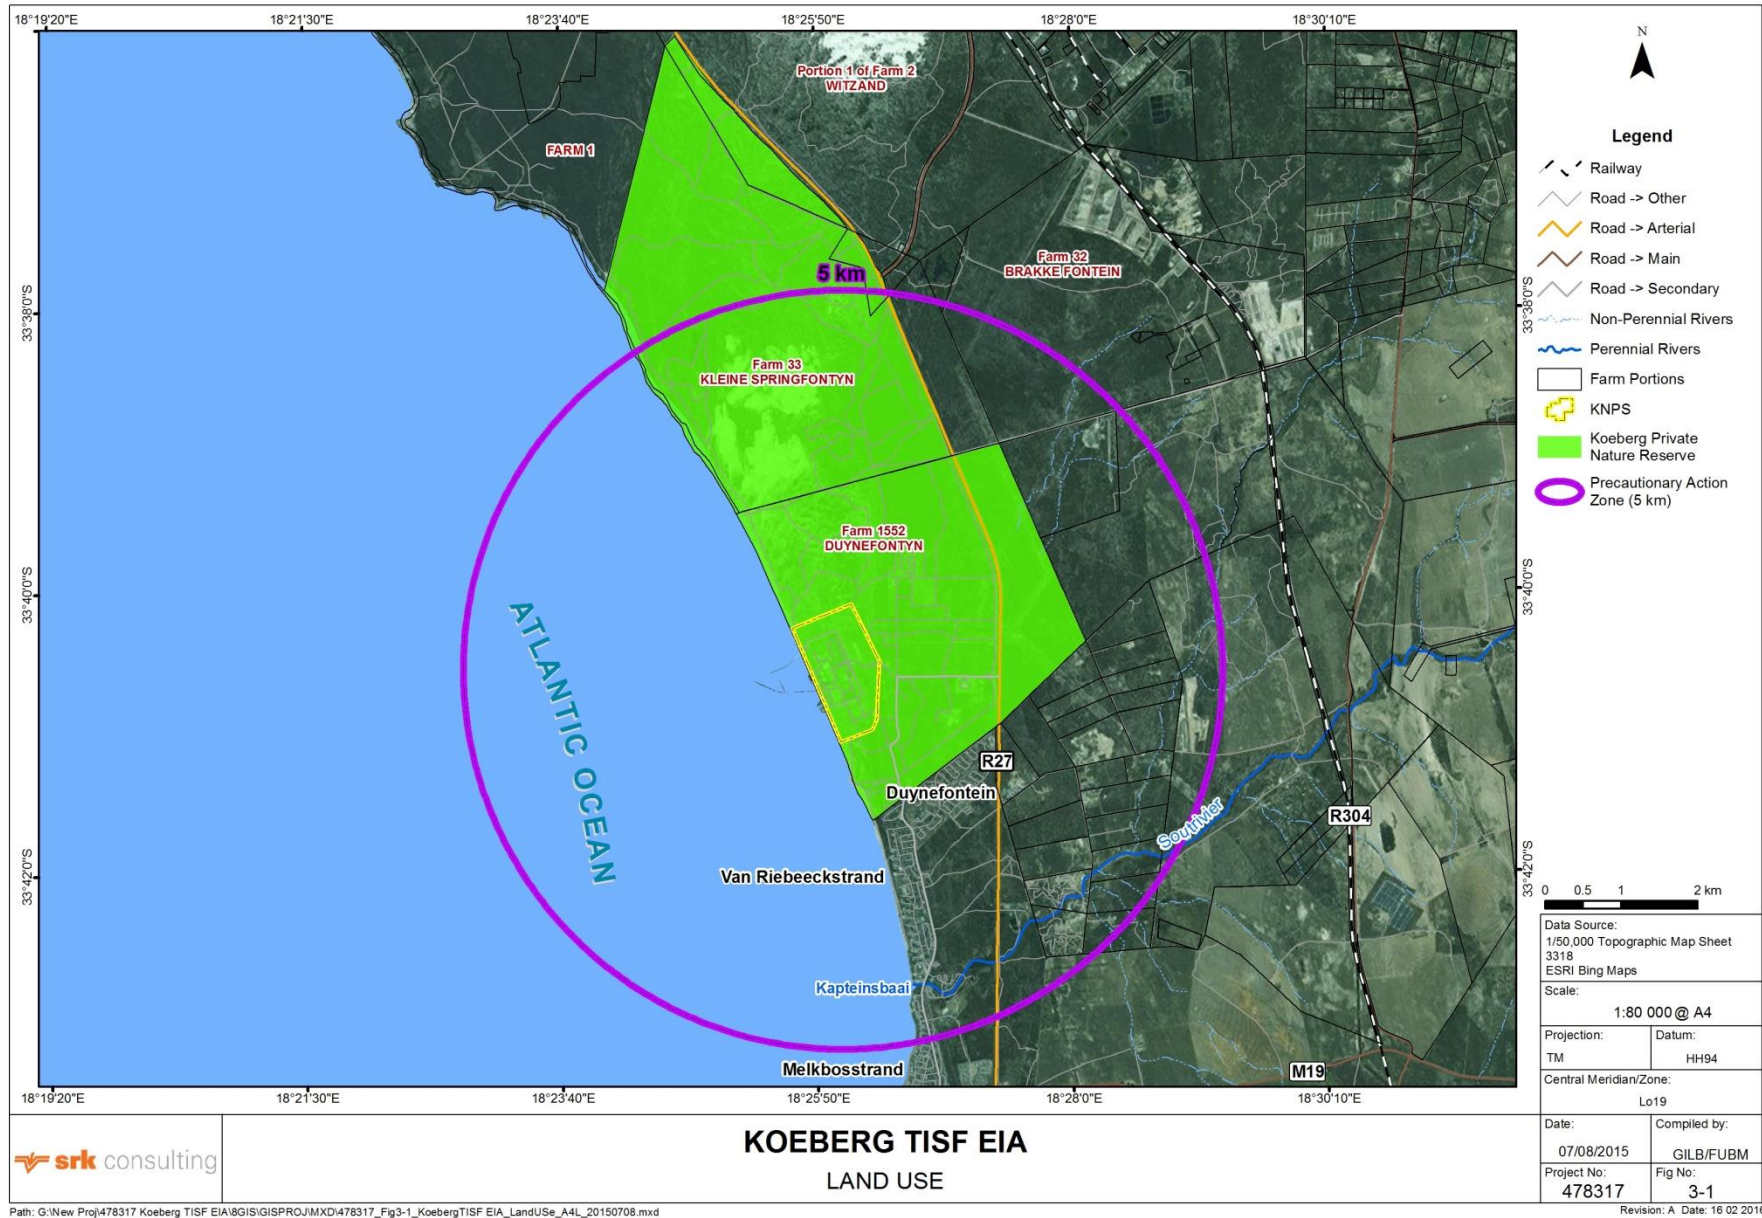 18°19'20"E
18°21'30"E
18°23'40"E
18°25'50"E
18°28'0"E
18°30'10"E
N
Portion 1 of Farm 2
WITZAND
FARM 1
Farm 32
BRAKKE FONTEIN
5 km
33°38'0"S
33°38'0"S
Farm 33
KLEINE SPRINGFONTYN
Farm 1552
DUYNEFONTYN
33°40'0"S
33°40'0"S
ATLANTIC OCEAN
R27
Duynefontein
R304
Soutrivier
Van Riebeeckstrand
33°42'0"S
33°42'0"S
Kapteinsbaai
Melkbosstrand
M19
18°19'20"E
18°21'30"E
18°23'40"E
18°25'50"E
18°28'0"E
18°30'10"E
Legend
Railway
Road -> Other
Road -> Arterial
Road -> Main
Road -> Secondary
Non-Perennial Rivers
Perennial Rivers
Farm Portions
KNPS
Koeberg Private
Nature Reserve
Precautionary Action
Zone (5 km)
0 0.5 1 2 km
Data Source:
1/50,000 Topographic Map Sheet
3318
ESRI Bing Maps
Scale:
1:80 000 @ A4
Projection:
TM
Datum:
HH94
Central Meridian/Zone:
Lo19
Date:
07/08/2015
Compiled by:
GILB/FUBM
Project No:
478317
Fig No:
3-1
srk consulting
KOEBERG TISF EIA
LAND USE
Path: G:\New Proj\478317 Koeberg TISF EIA\8GIS\GISPROJ\MXD\478317_Fig3-1_KoebergTISF EIA_LandUSe_A4L_20150708.mxd
Revision: A Date: 16 02 201